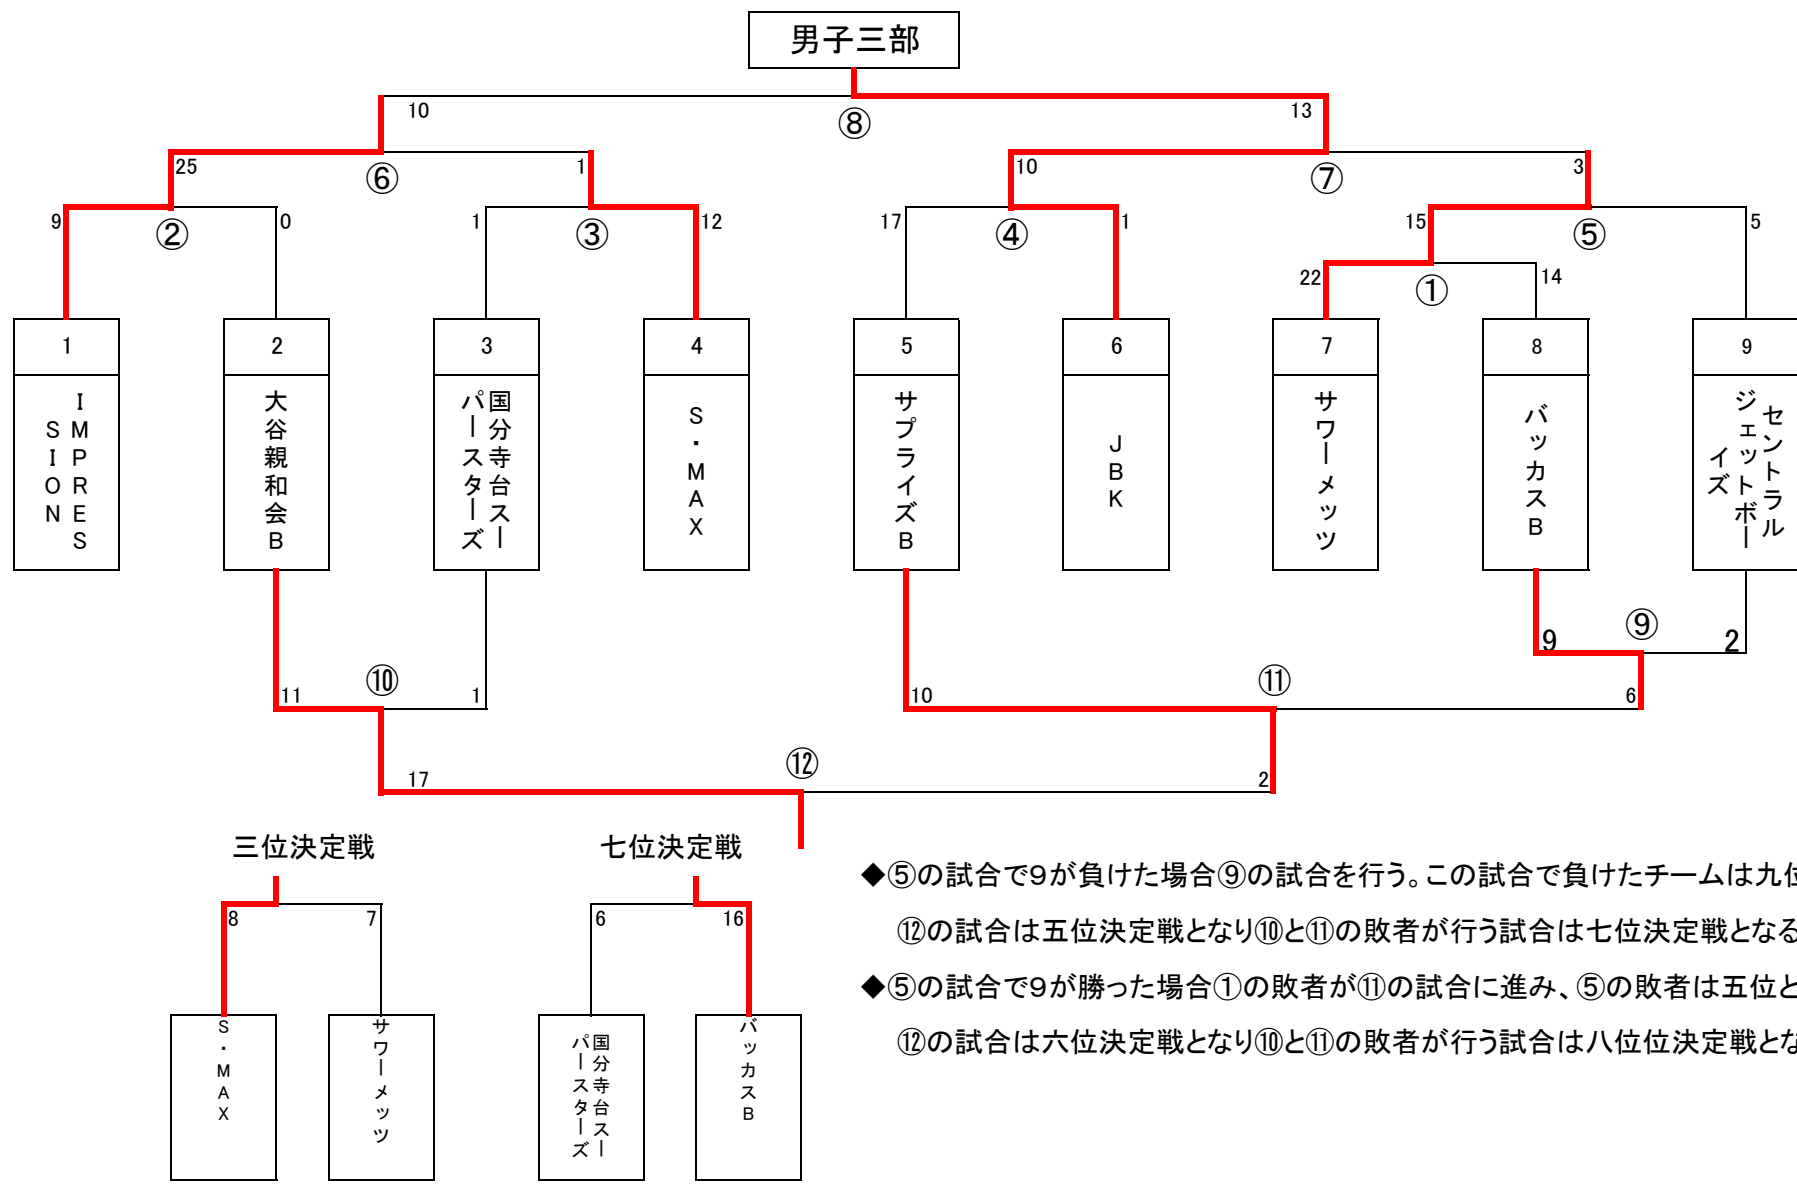 男子三部
10
⑧
13
25
⑥
1
10
⑦
3
9
②
0
1
③
12
17
④
1
15
⑤
5
22
①
14
1
2
3
4
5
6
7
8
9
IMPRES
SION
大谷親和会B
国分寺台スー
パースターズ
S・MAX
サプライズB
JBK
サワーメッツ
バッカスB
セントラル
ジェットボー
イズ
9
⑨
2
11
⑩
1
10
⑪
6
17
⑫
2
三位決定戦
七位決定戦
8
7
6
16
S・MAX
サワーメッツ
国分寺台スー
パースターズ
バッカスB
◆⑤の試合で9が負けた場合⑨の試合を行う。この試合で負けたチームは九位
⑫の試合は五位決定戦となり⑩と⑪の敗者が行う試合は七位決定戦となる
◆⑤の試合で9が勝った場合①の敗者が⑪の試合に進み、⑤の敗者は五位と
⑫の試合は六位決定戦となり⑩と⑪の敗者が行う試合は八位位決定戦とな